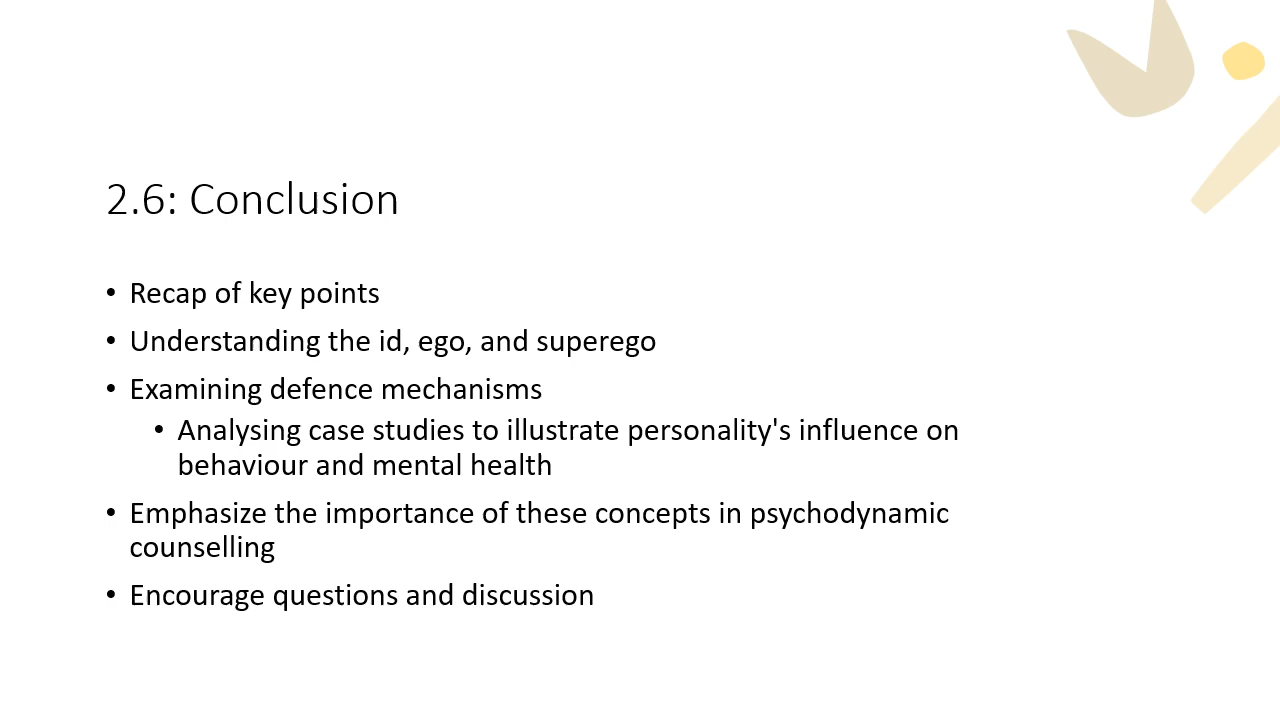 2.6: Conclusion
• Recap of key points
• Understanding the id, ego, and superego
• Examining defence mechanisms
• Analysing case studies to illustrate personality's influence on
behaviour and mental health
• Emphasize the importance of these concepts in psychodynamic
counselling
• Encourage questions and discussion